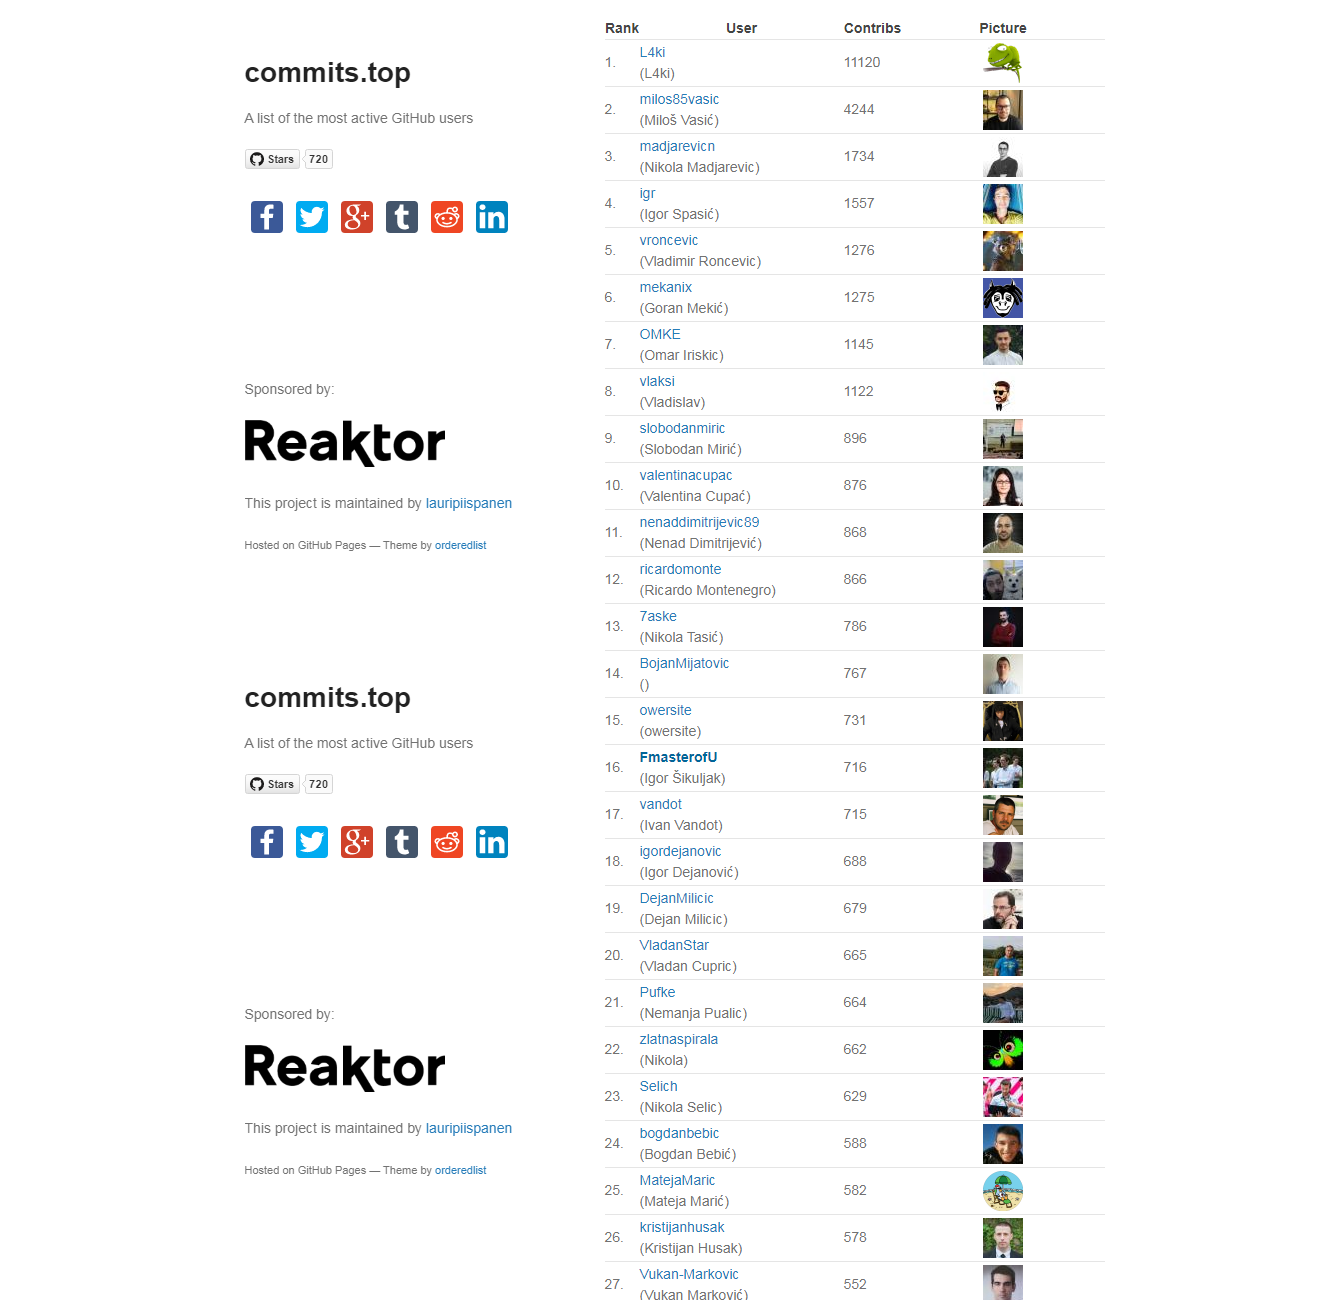 commits.top
A list of the most active GitHub users
Stars 720
Sponsored by:
Reaktor
This project is maintained by lauripiispanen
Hosted on GitHub Pages — Theme by orderedlist
commits.top
A list of the most active GitHub users
Stars 720
Sponsored by:
Reaktor
This project is maintained by lauripiispanen
Hosted on GitHub Pages — Theme by orderedlist
Rank User Contribs Picture
1. L4ki 11120
(L4ki)
2. milos85vasic 4244
(Miloš Vasić)
3. madjarevicn 1734
(Nikola Madjarevic)
4. igr 1557
(Igor Spasić)
5. vroncevic 1276
(Vladimir Roncevic)
6. mekanix 1275
(Goran Mekić)
7. OMKE 1145
(Omar Iriskic)
8. vlaksi 1122
(Vladislav)
9. slobodanmiric 896
(Slobodan Mirić)
10. valentinacupac 876
(Valentina Cupać)
11. nenaddimitrijevic89 868
(Nenad Dimitrijević)
12. ricardomonte 866
(Ricardo Montenegro)
13. 7aske 786
(Nikola Tasić)
14. BojanMijatovic 767
()
15. owersite 731
(owersite)
16. FmasterofU 716
(Igor Šikuljak)
17. vandot 715
(Ivan Vandot)
18. igordejanovic 688
(Igor Dejanović)
19. DejanMilicic 679
(Dejan Milicic)
20. VladanStar 665
(Vladan Cupric)
21. Pufke 664
(Nemanja Pualic)
22. zlatnaspirala 662
(Nikola)
23. Selich 629
(Nikola Selic)
24. bogdanbebic 588
(Bogdan Bebić)
25. MatejaMaric 582
(Mateja Marić)
26. kristijanhusak 578
(Kristijan Husak)
27. Vukan-Markovic 552
(Vukan Marković)